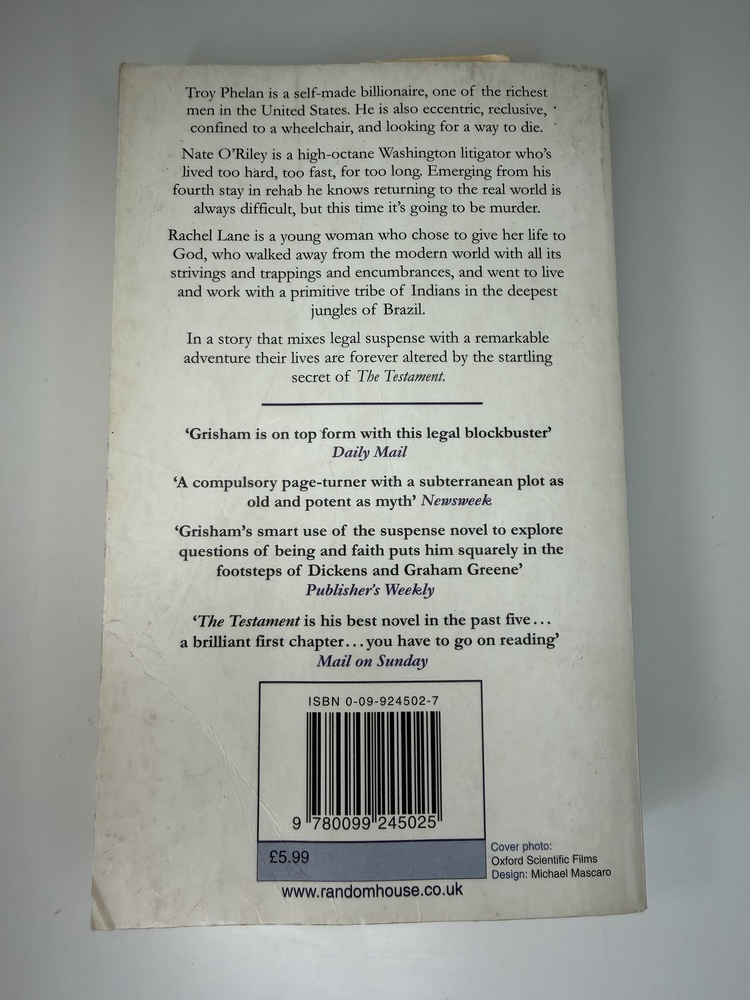 Troy Phelan is a self-made billionaire, one of the richest
men in the United States. He is also eccentric, reclusive,
confined to a wheelchair, and looking for a way to die.
Nate O'Riley is a high-octane Washington litigator who's
lived too hard, too fast, for too long. Emerging from his
fourth stay in rehab he knows returning to the real world is
always difficult, but this time it's going to be murder.
Rachel Lane is a young woman who chose to give her life to
God, who walked away from the modern world with all its
strivings and trappings and encumbrances, and went to live
and work with a primitive tribe of Indians in the deepest
jungles of Brazil.
In a story that mixes legal suspense with a remarkable
adventure their lives are forever altered by the startling
secret of The Testament.
‘Grisham is on top form with this legal blockbuster’
Daily Mail
‘A compulsory page-turner with a subterranean plot as
old and potent as myth’ Newsweek
‘Grisham's smart use of the suspense novel to explore
questions of being and faith puts him squarely in the
footsteps of Dickens and Graham Greene’
Publisher's Weekly
‘The Testament is his best novel in the past five...
a brilliant first chapter...you have to go on reading’
Mail on Sunday
ISBN 0-09-924502-7
9 780099 245025
£5.99
Cover photo:
Oxford Scientific Films
Design: Michael Mascaro
www.randomhouse.co.uk